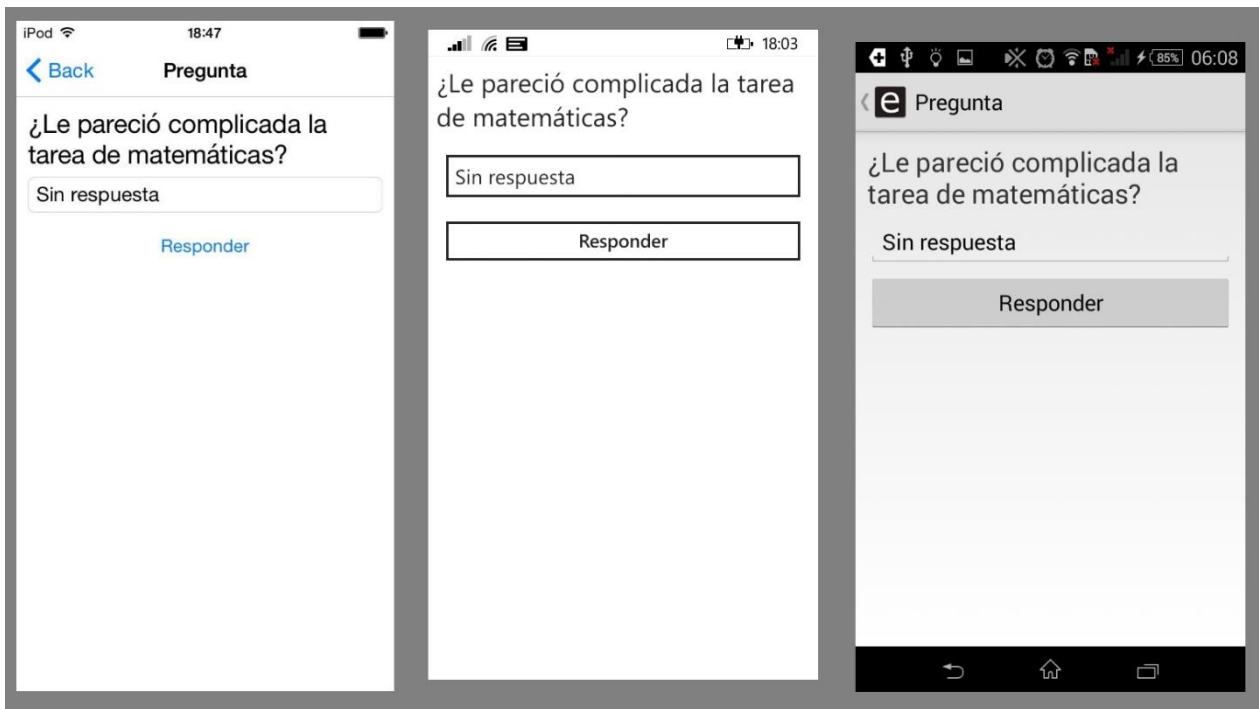 iPod 18:47
Back Pregunta
¿Le pareció complicada la
tarea de matemáticas?
Sin respuesta
Responder
18:03
¿Le pareció complicada la tarea
de matemáticas?
Sin respuesta
Responder
85% 06:08
e Pregunta
¿Le pareció complicada la
tarea de matemáticas?
Sin respuesta
Responder